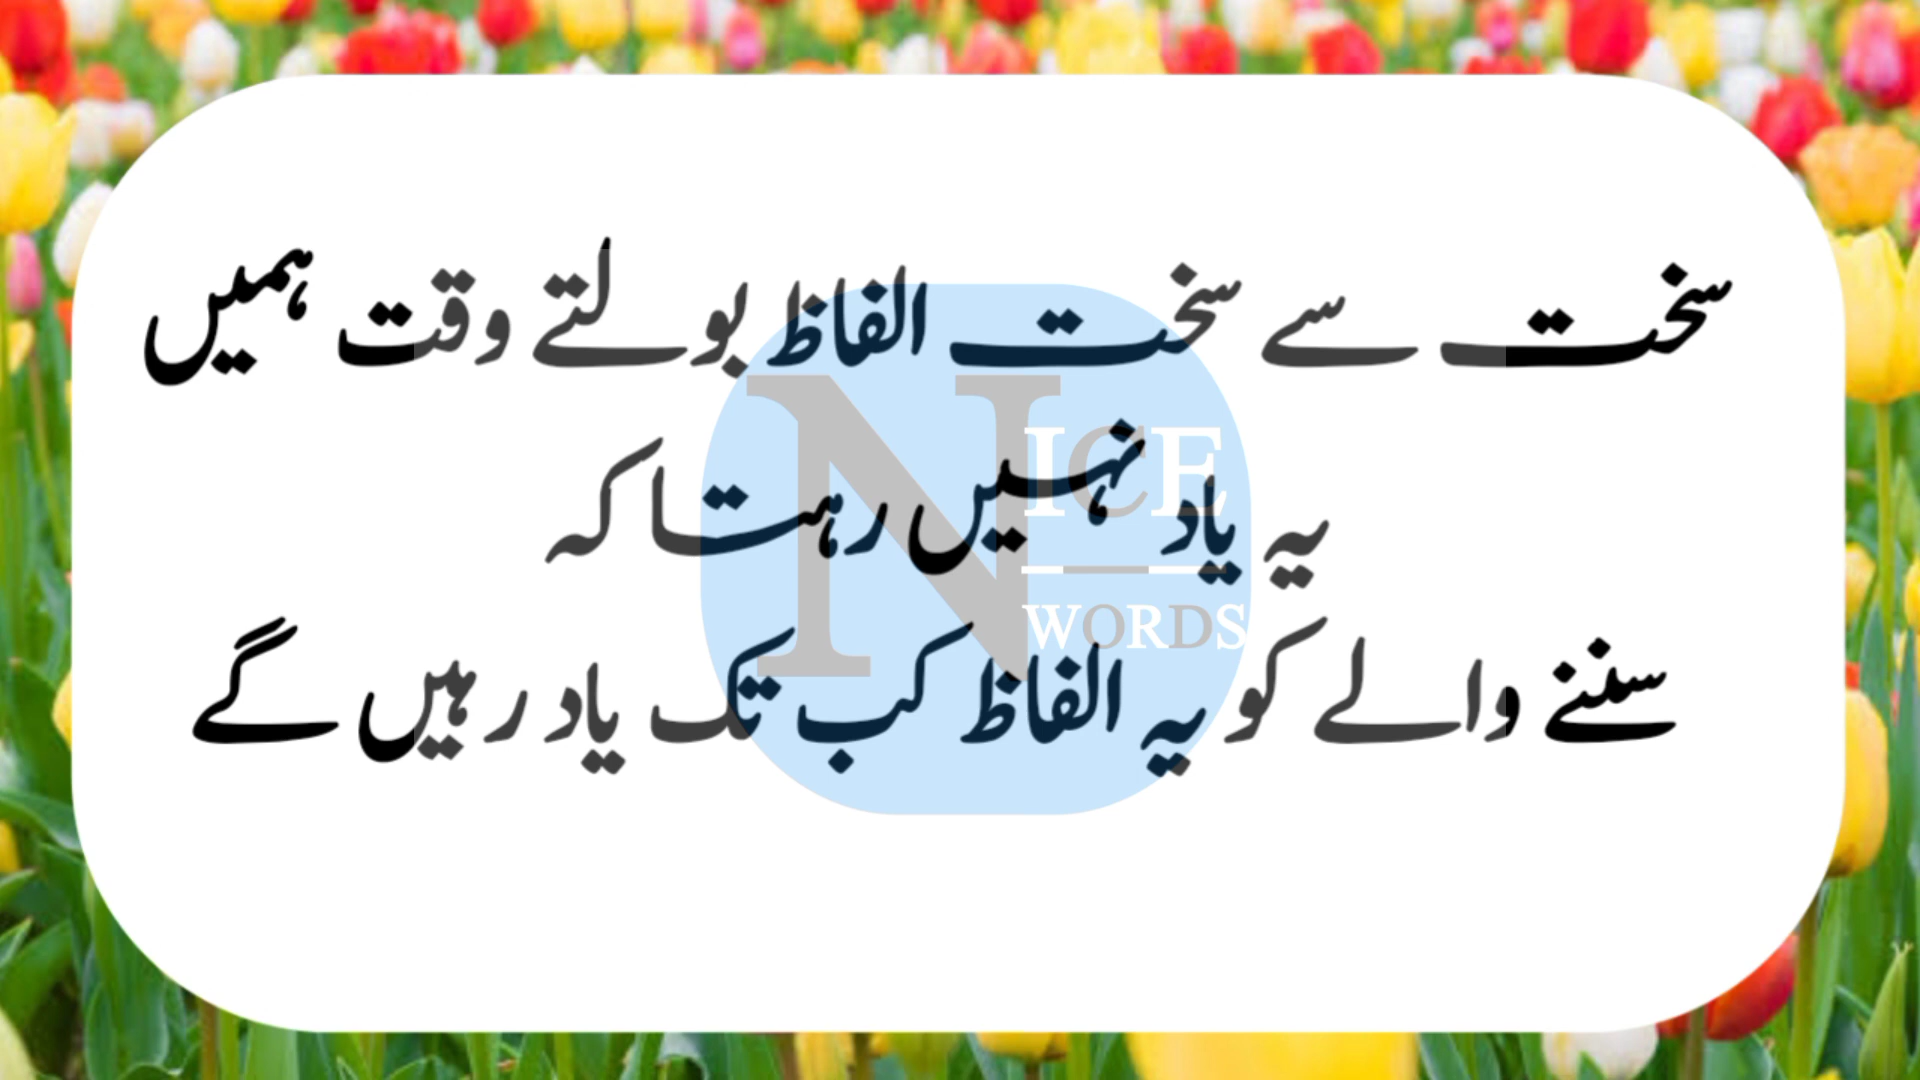 سخت سے سخت الفاظ بولتے وقت ہمیں
یہ یاد نہیں رہتا کہ
سننے والے کو یہ الفاظ کب تک یاد رہیں گے
NICE
WORDS